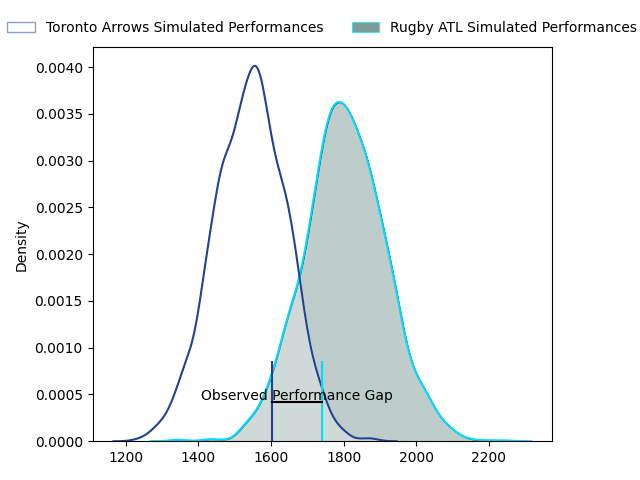 Toronto Arrows Simulated Performances
Rugby ATL Simulated Performances
Density
0.0040
0.0035
0.0030
0.0025
0.0020
0.0015
0.0010
0.0005
0.0000
Observed Performance Gap
1200 1400 1600 1800 2000 2200